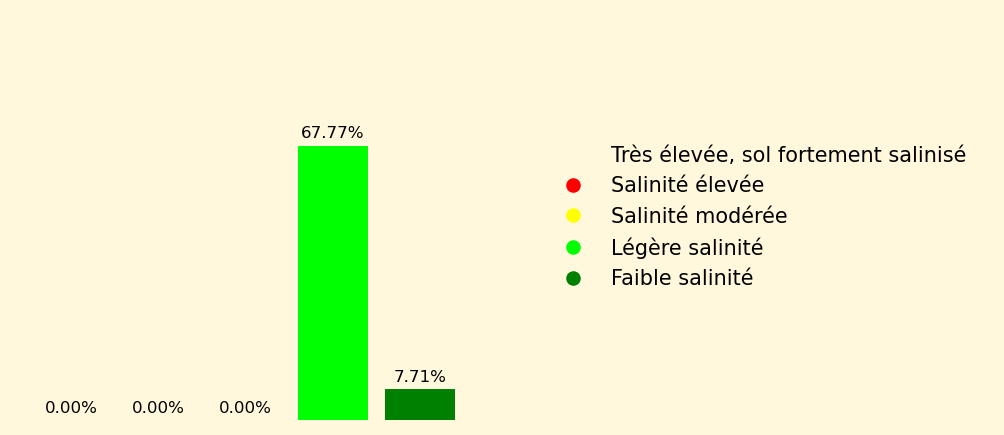 67.77%
7.71%
0.00%
0.00%
0.00%
Très élevée, sol fortement salinisé
Salinité élevée
Salinité modérée
Légère salinité
Faible salinité